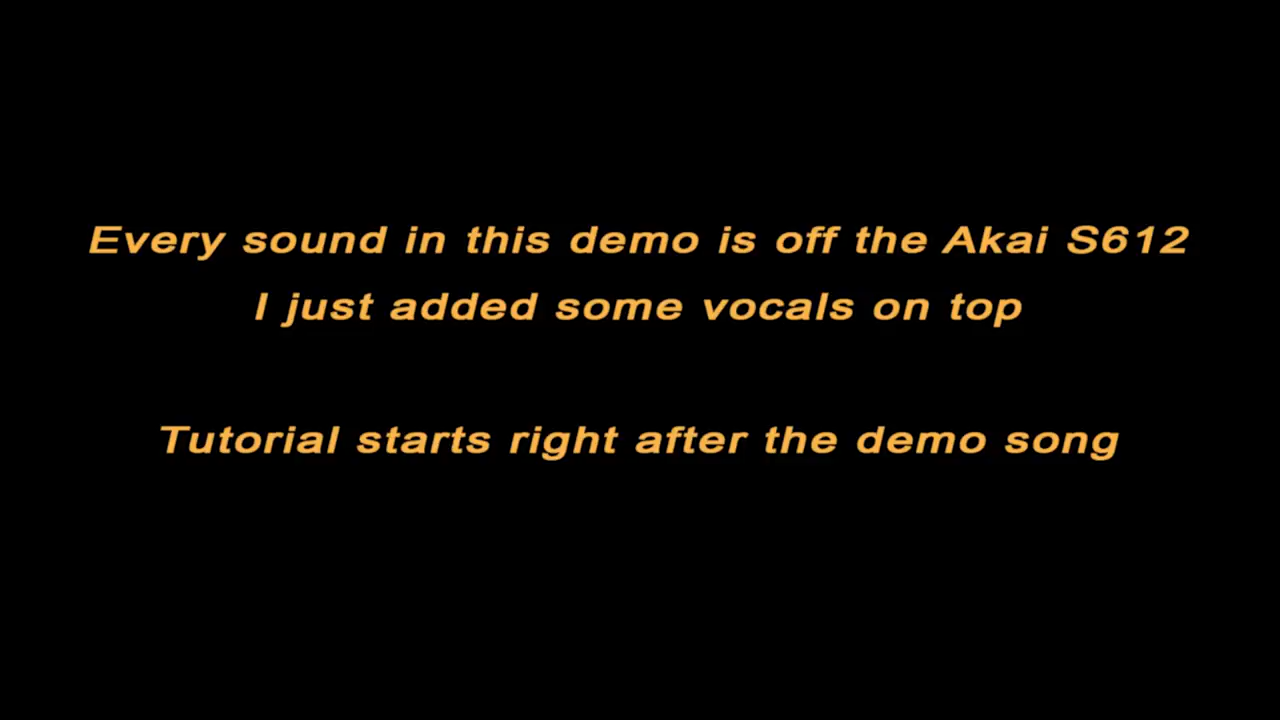 Every sound in this demo is off the Akai S612
I just added some vocals on top
Tutorial starts right after the demo song